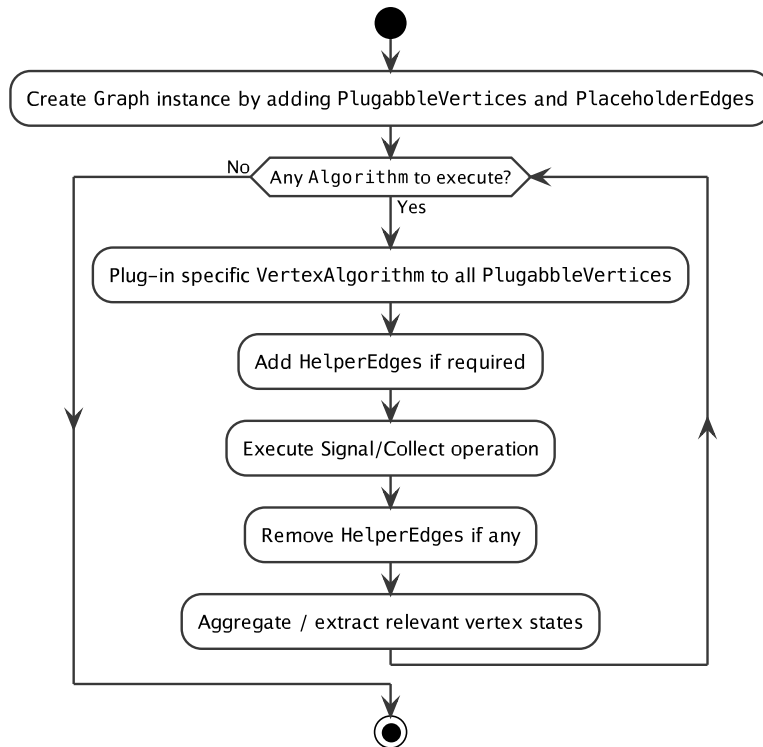 Create Graph instance by adding PlugabbleVertices and PlaceholderEdges
No
Any Algorithm to execute?
Yes
Plug-in specific VertexAlgorithm to all PlugabbleVertices
Add HelperEdges if required
Execute Signal/Collect operation
Remove HelperEdges if any
Aggregate / extract relevant vertex states